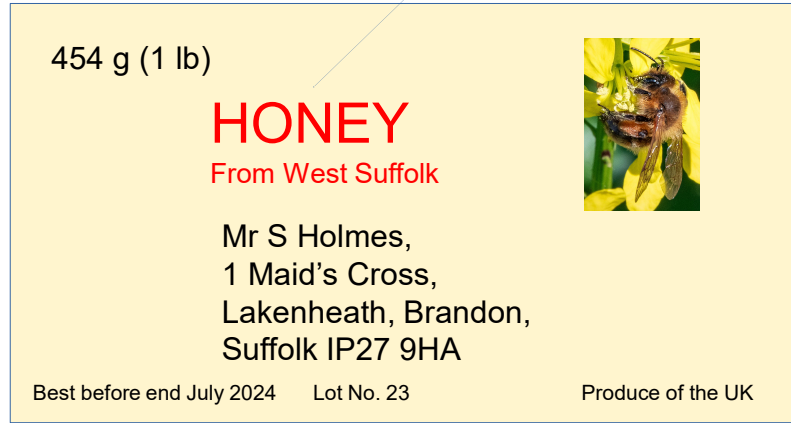 454 g (1 lb)
HONEY
From West Suffolk
Mr S Holmes,
1 Maid’s Cross,
Lakenheath, Brandon,
Suffolk IP27 9HA
Best before end July 2024 Lot No. 23 Produce of the UK